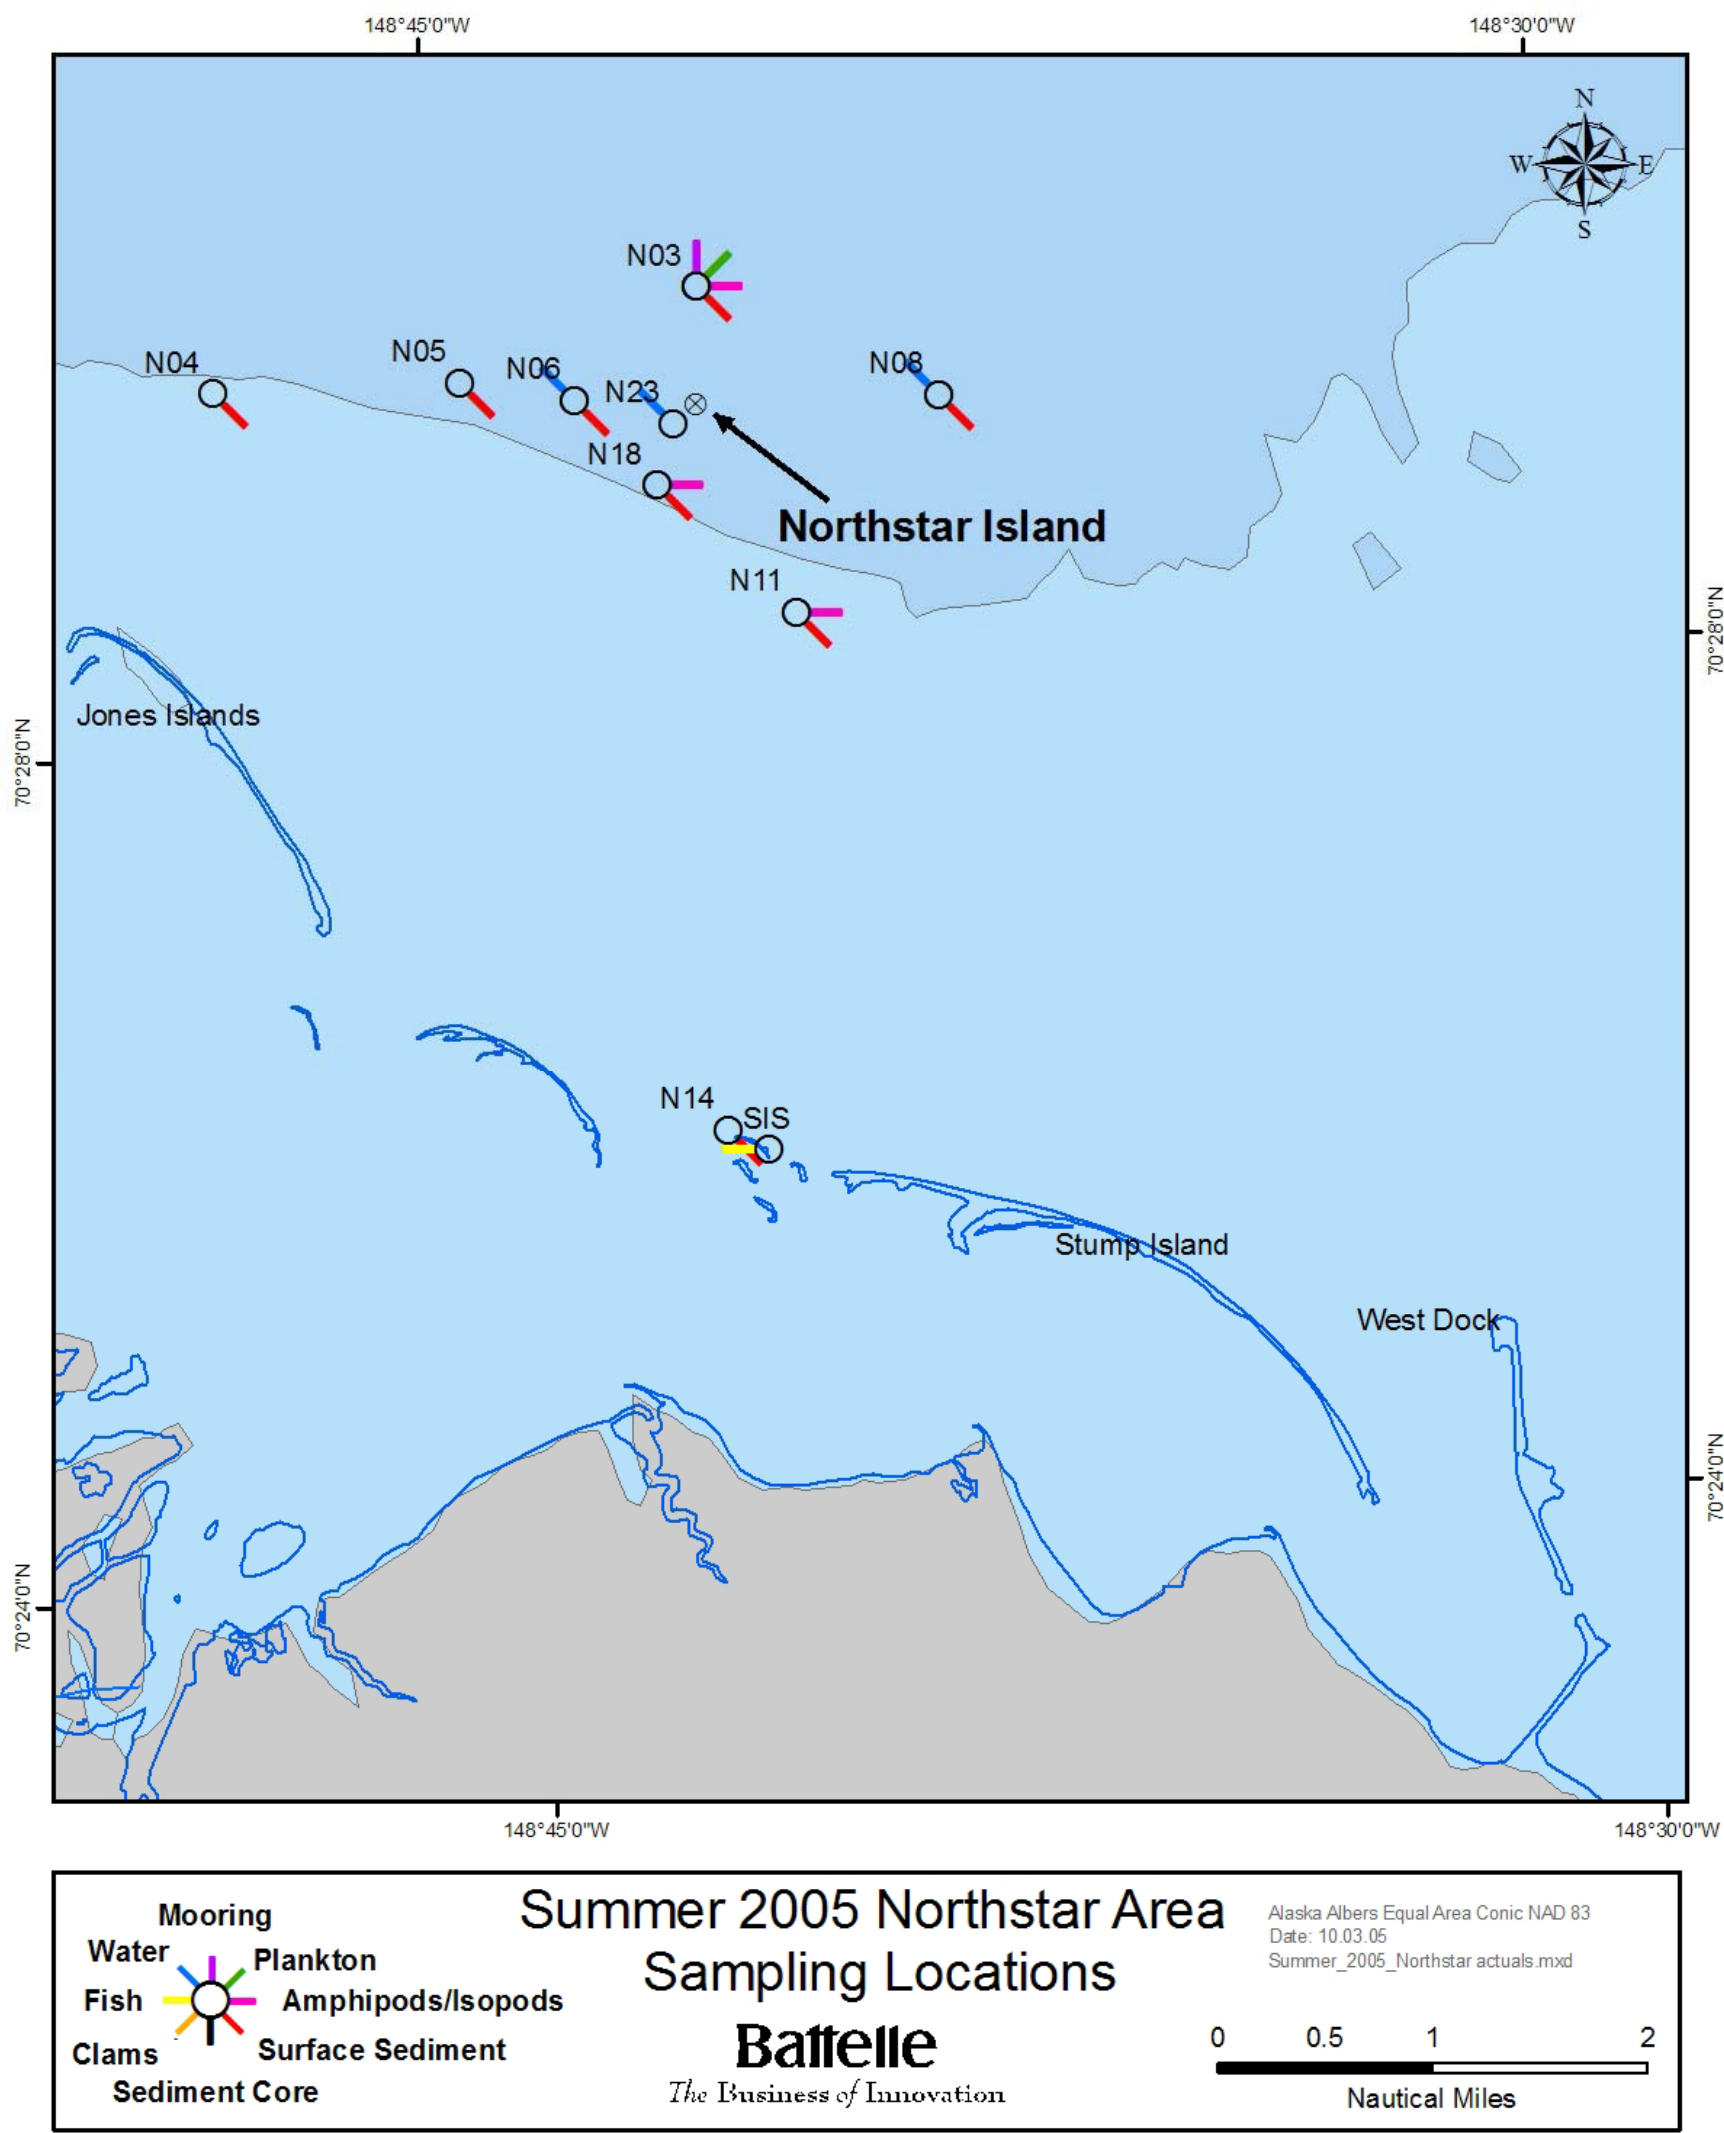 148°45'0"W
148°30'0"W
N
W
E
S
N03
N04
N05
N06
N23
N08
N18
Northstar Island
N11
70°28'0"N
Jones Islands
70°28'0"N
N14
SIS
Stump Island
West Dock
70°24'0"N
70°24'0"N
148°45'0"W
148°30'0"W
Mooring
Water
Plankton
Fish
Amphipods/Isopods
Clams
Surface Sediment
Sediment Core
Summer 2005 Northstar Area
Sampling Locations
Battelle
The Business of Innovation
Alaska Albers Equal Area Conic NAD 83
Date: 10.03.05
Summer_2005_Northstar actuals.mxd
0 0.5 1 2
Nautical Miles